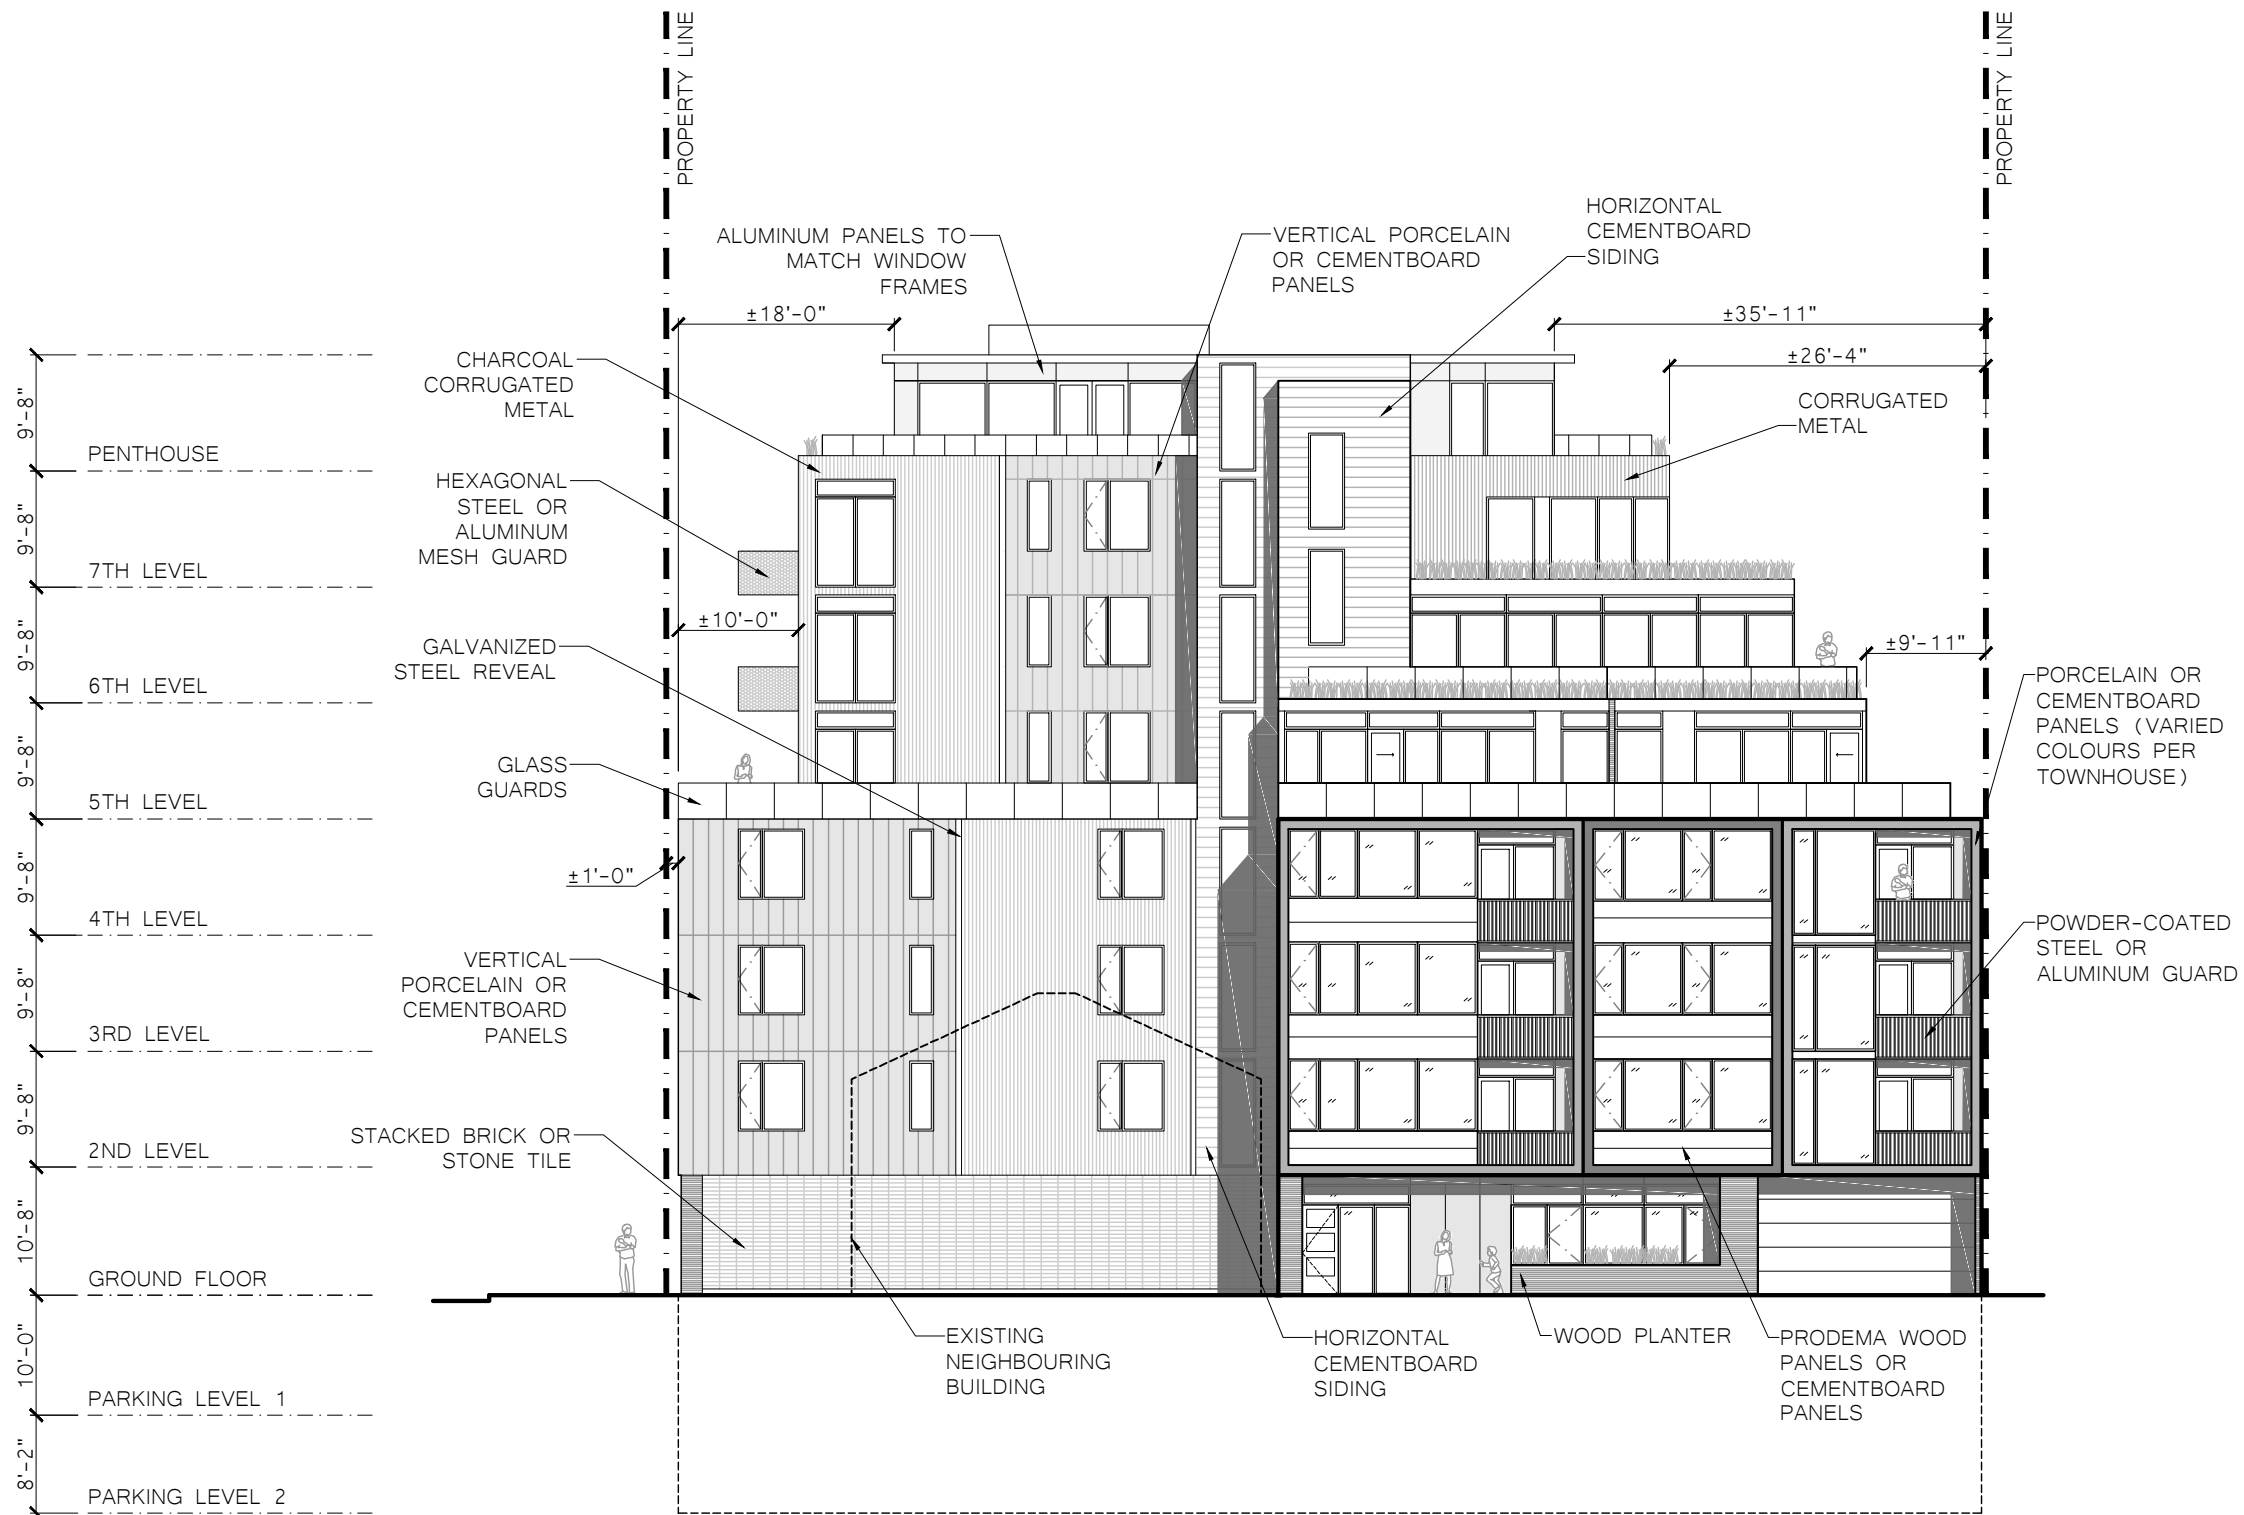 PROPERTY LINE
PROPERTY LINE
ALUMINUM PANELS TO
MATCH WINDOW
FRAMES
VERTICAL PORCELAIN
OR CEMENTBOARD
PANELS
HORIZONTAL
CEMENTBOARD
SIDING
±18'-0"
±35'-11"
±26'-4"
CHARCOAL
CORRUGATED
METAL
CORRUGATED
METAL
9'-8"
PENTHOUSE
HEXAGONAL
STEEL OR
ALUMINUM
MESH GUARD
9'-8"
7TH LEVEL
±10'-0"
GALVANIZED
STEEL REVEAL
±9'-11"
9'-8"
6TH LEVEL
PORCELAIN OR
CEMENTBOARD
PANELS (VARIED
COLOURS PER
TOWNHOUSE)
GLASS
GUARDS
9'-8"
5TH LEVEL
±1'-0"
9'-8"
4TH LEVEL
POWDER-COATED
STEEL OR
ALUMINUM GUARD
VERTICAL
PORCELAIN OR
CEMENTBOARD
PANELS
9'-8"
3RD LEVEL
9'-8"
2ND LEVEL
STACKED BRICK OR
STONE TILE
10'-8"
GROUND FLOOR
EXISTING
NEIGHBOURING
BUILDING
HORIZONTAL
CEMENTBOARD
SIDING
WOOD PLANTER
PRODEMA WOOD
PANELS OR
CEMENTBOARD
PANELS
10'-0"
PARKING LEVEL 1
8'-2"
PARKING LEVEL 2